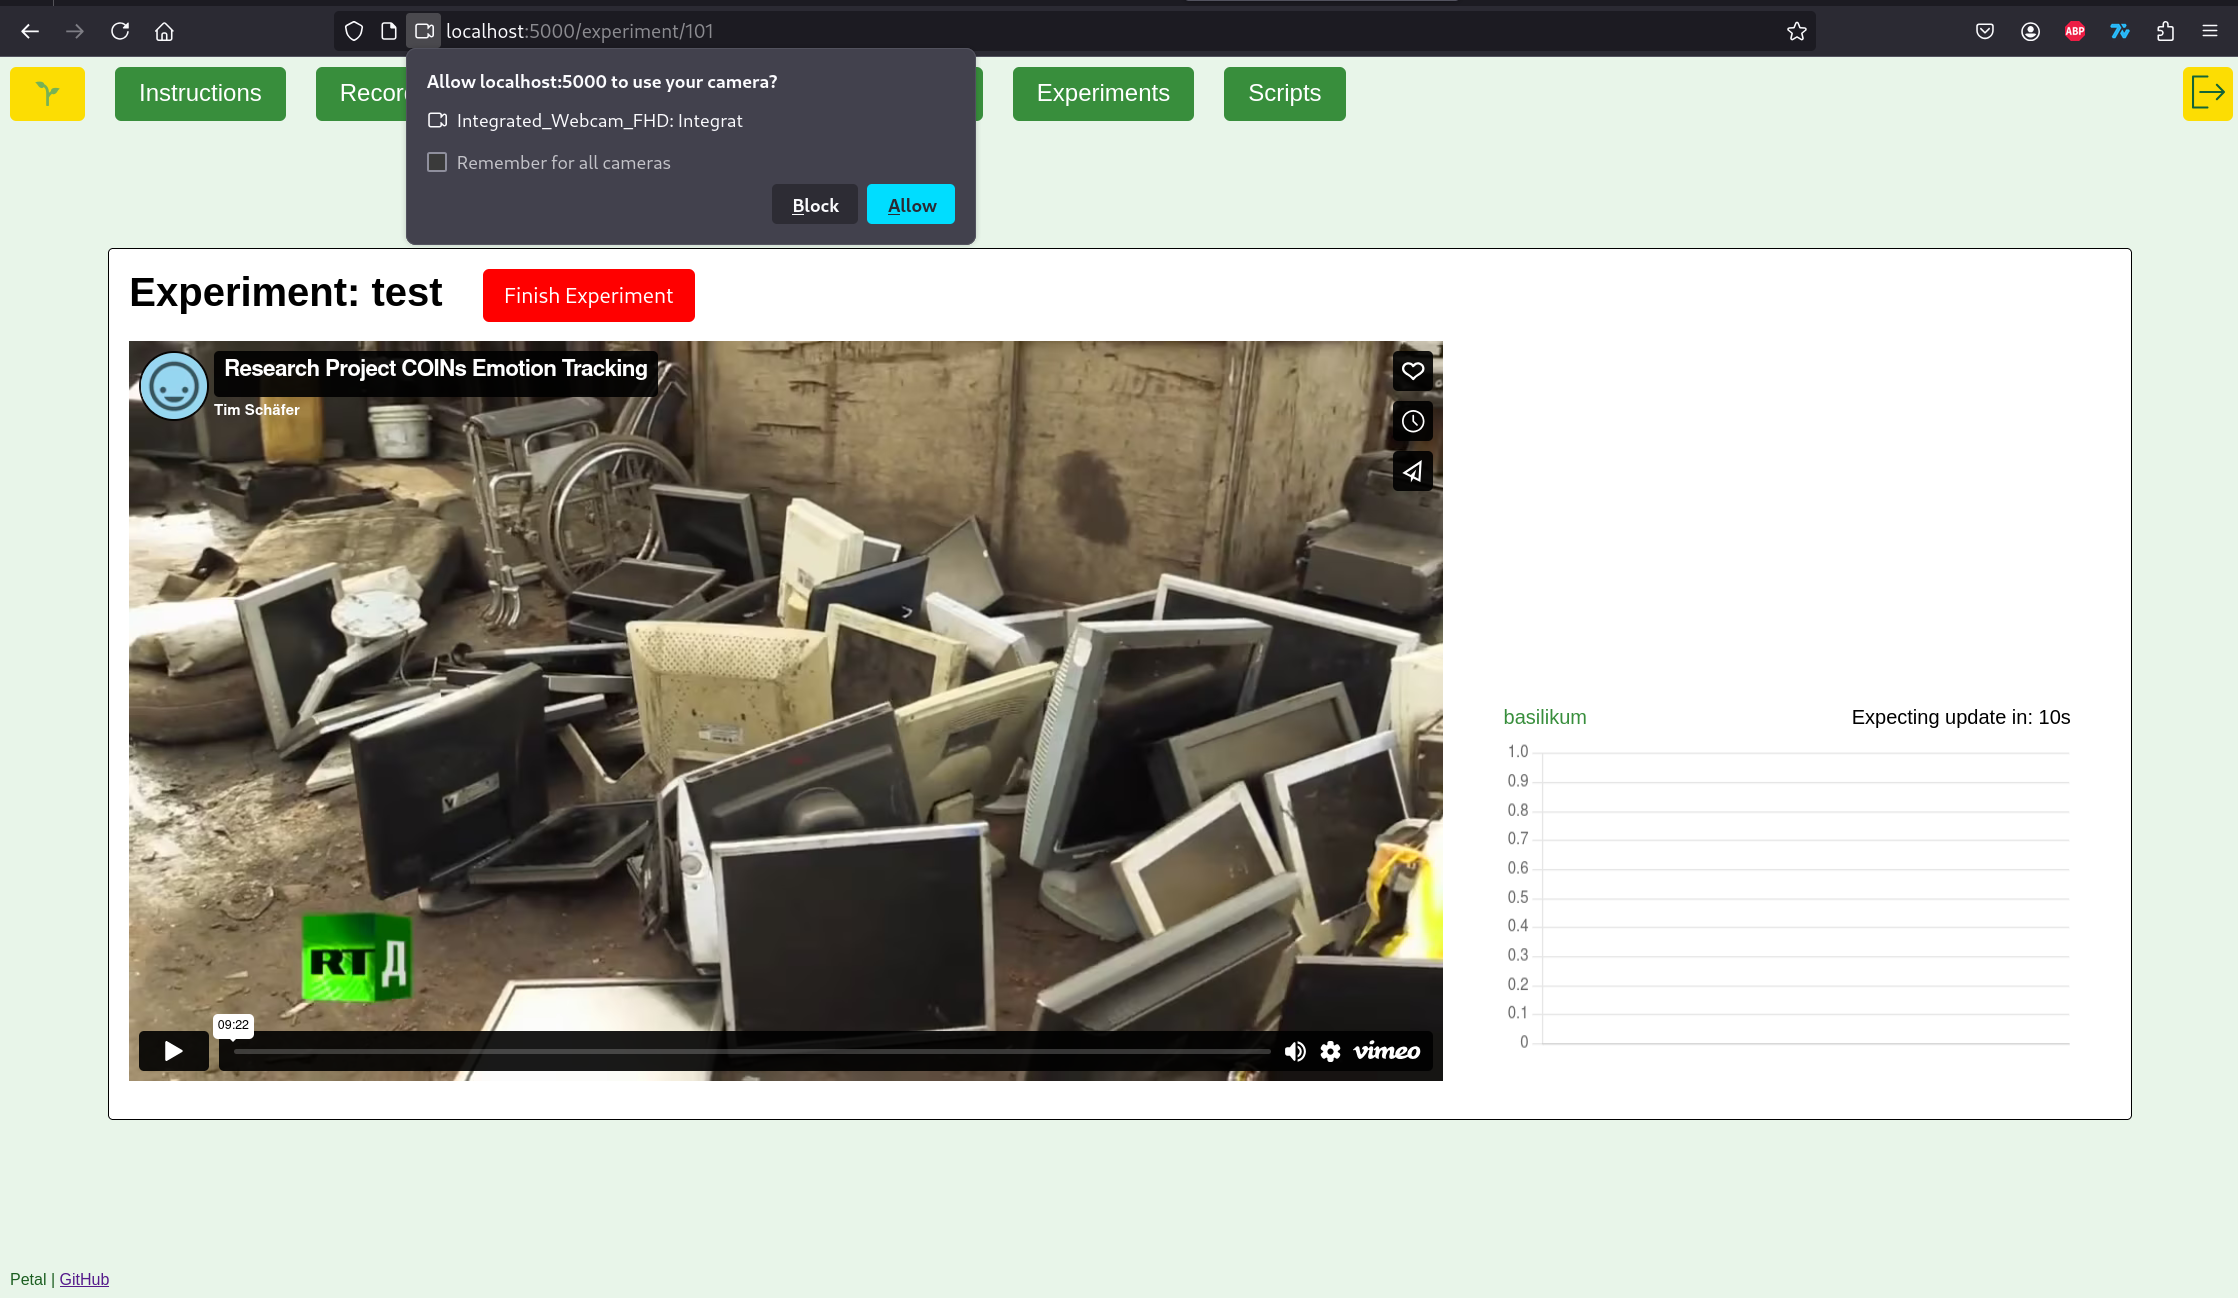 localhost:5000/experiment/101
Allow localhost:5000 to use your camera?
Integrated_Webcam_FHD: Integrat
Remember for all cameras
Block
Allow
ABP
Instructions
Experiments
Scripts
Experiment: test
Finish Experiment
Research Project COINs Emotion Tracking
Tim Schäfer
RT Д
09:22
vimeo
basilikum
Expecting update in: 10s
1.0
0.9
0.8
0.7
0.6
0.5
0.4
0.3
0.2
0.1
0
Petal | GitHub